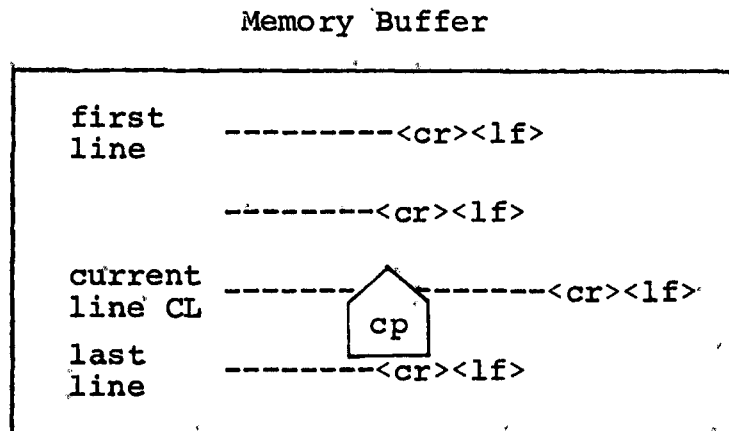 Memory Buffer
first
line ---------<cr><lf>
--------<cr><lf>
current
line CL ------- -------<cr><lf>
cp
last
line --------<cr><lf>